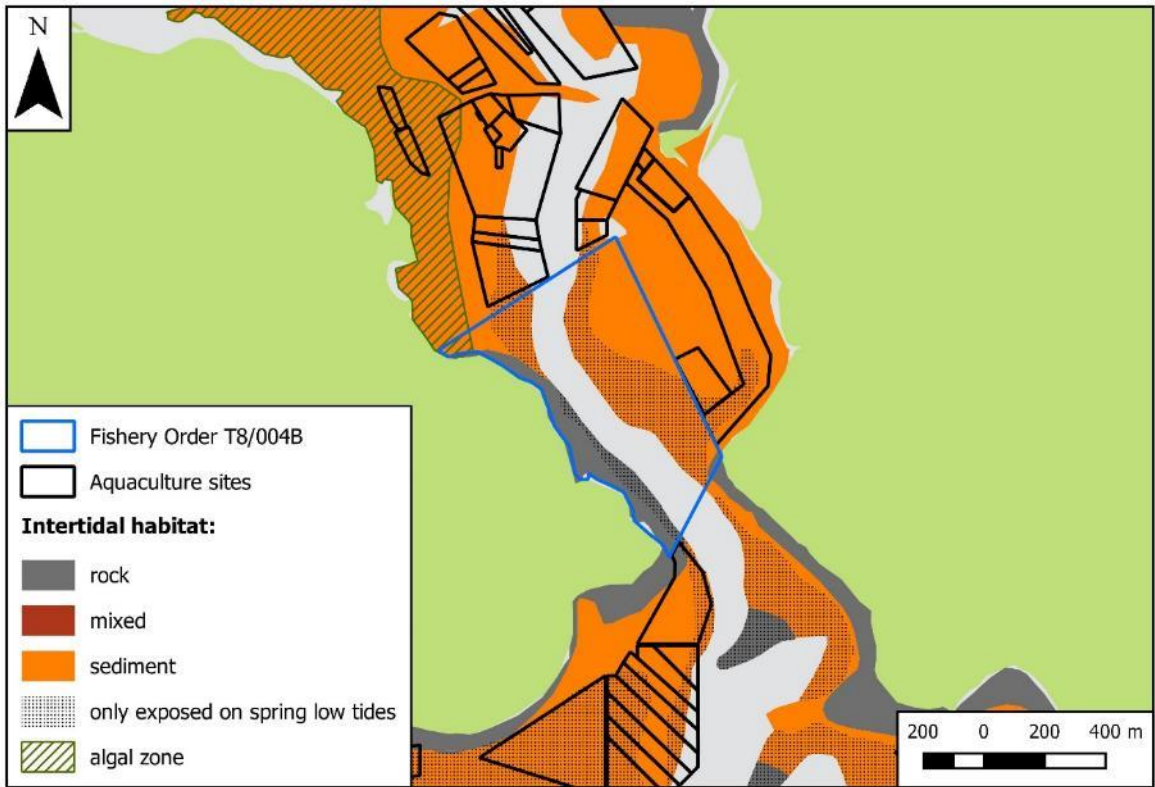 N
Fishery Order T8/004B
Aquaculture sites
Intertidal habitat:
rock
mixed
sediment
only exposed on spring low tides
algal zone
200 0 200 400 m